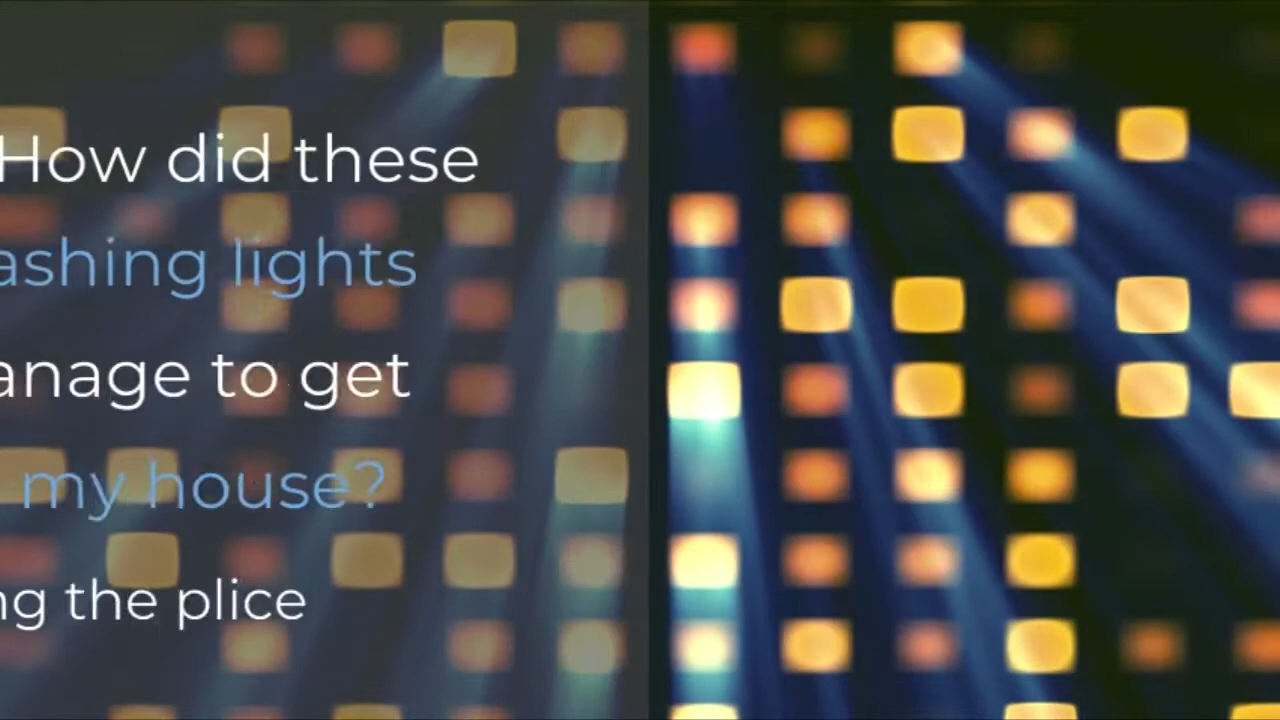 How did these
ashing lights
anage to get
my house?
ng the plice